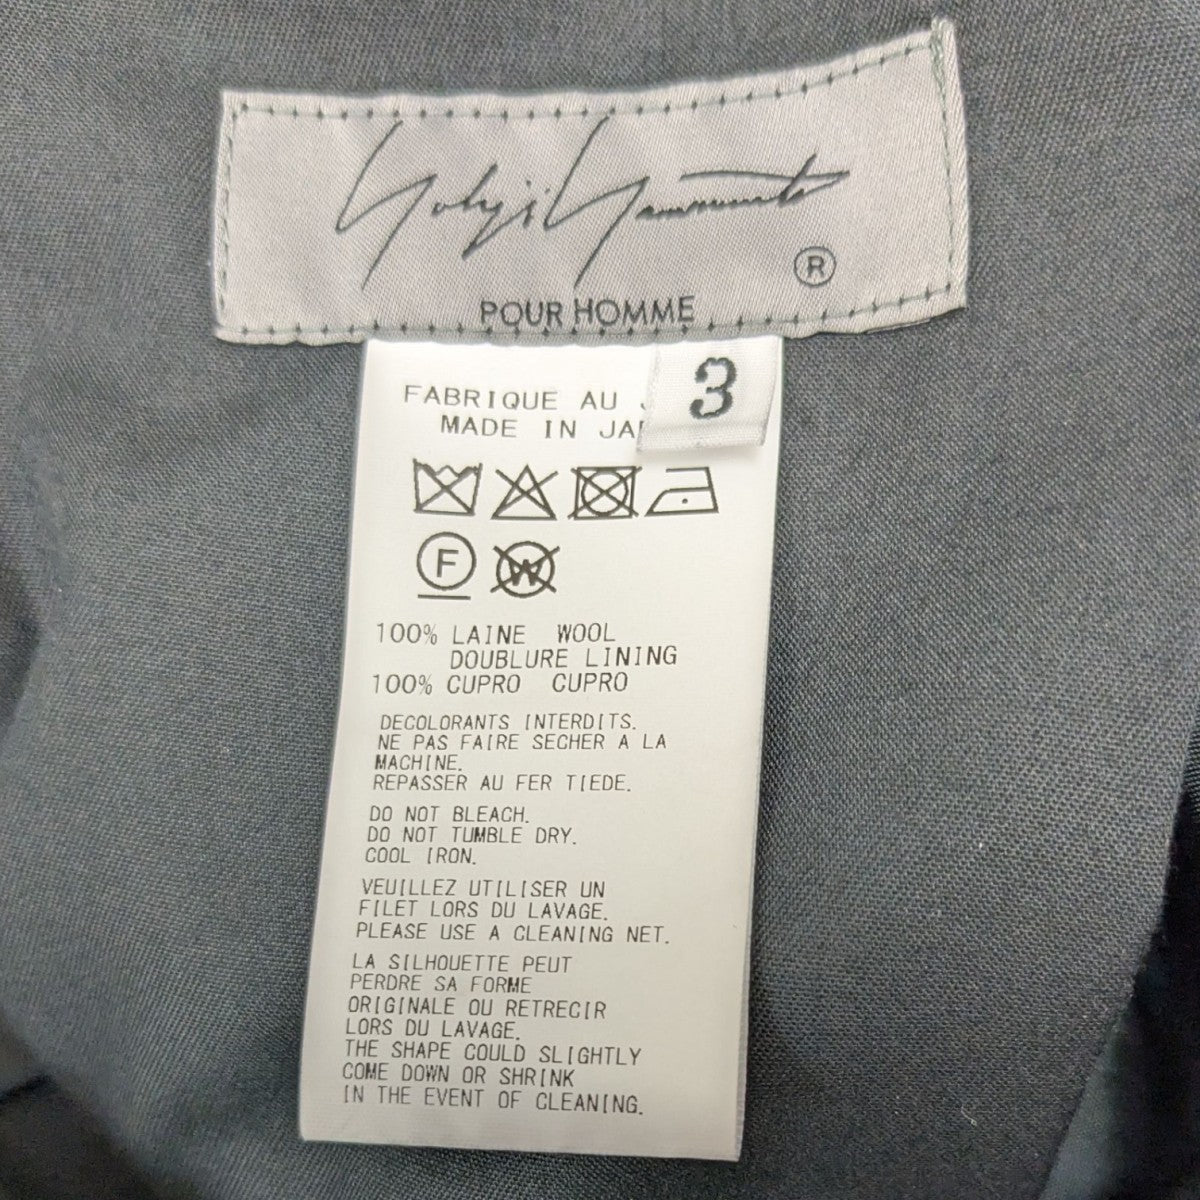 Yohji Yamamoto
®
POUR HOMME
3
FABRIQUE AU
MADE IN
F
W
100% LAINE WOOL
DOUBLURE LINING
100% CUPRO CUPRO
DECOLORANTS INTERDITS.
NE PAS FAIRE SECHER A LA
MACHINE.
REPASSER AU FER TIEDE.
DO NOT BLEACH.
DO NOT TUMBLE DRY.
COOL IRON.
VEUILLEZ UTILISER UN
FILET LORS DU LAVAGE.
PLEASE USE A CLEANING NET.
LA SILHOUETTE PEUT
PERDRE SA FORME
ORIGINALE OU RETRECIR
LORS DU LAVAGE.
THE SHAPE COULD SLIGHTLY
COME DOWN OR SHRINK
IN THE EVENT OF CLEANING.